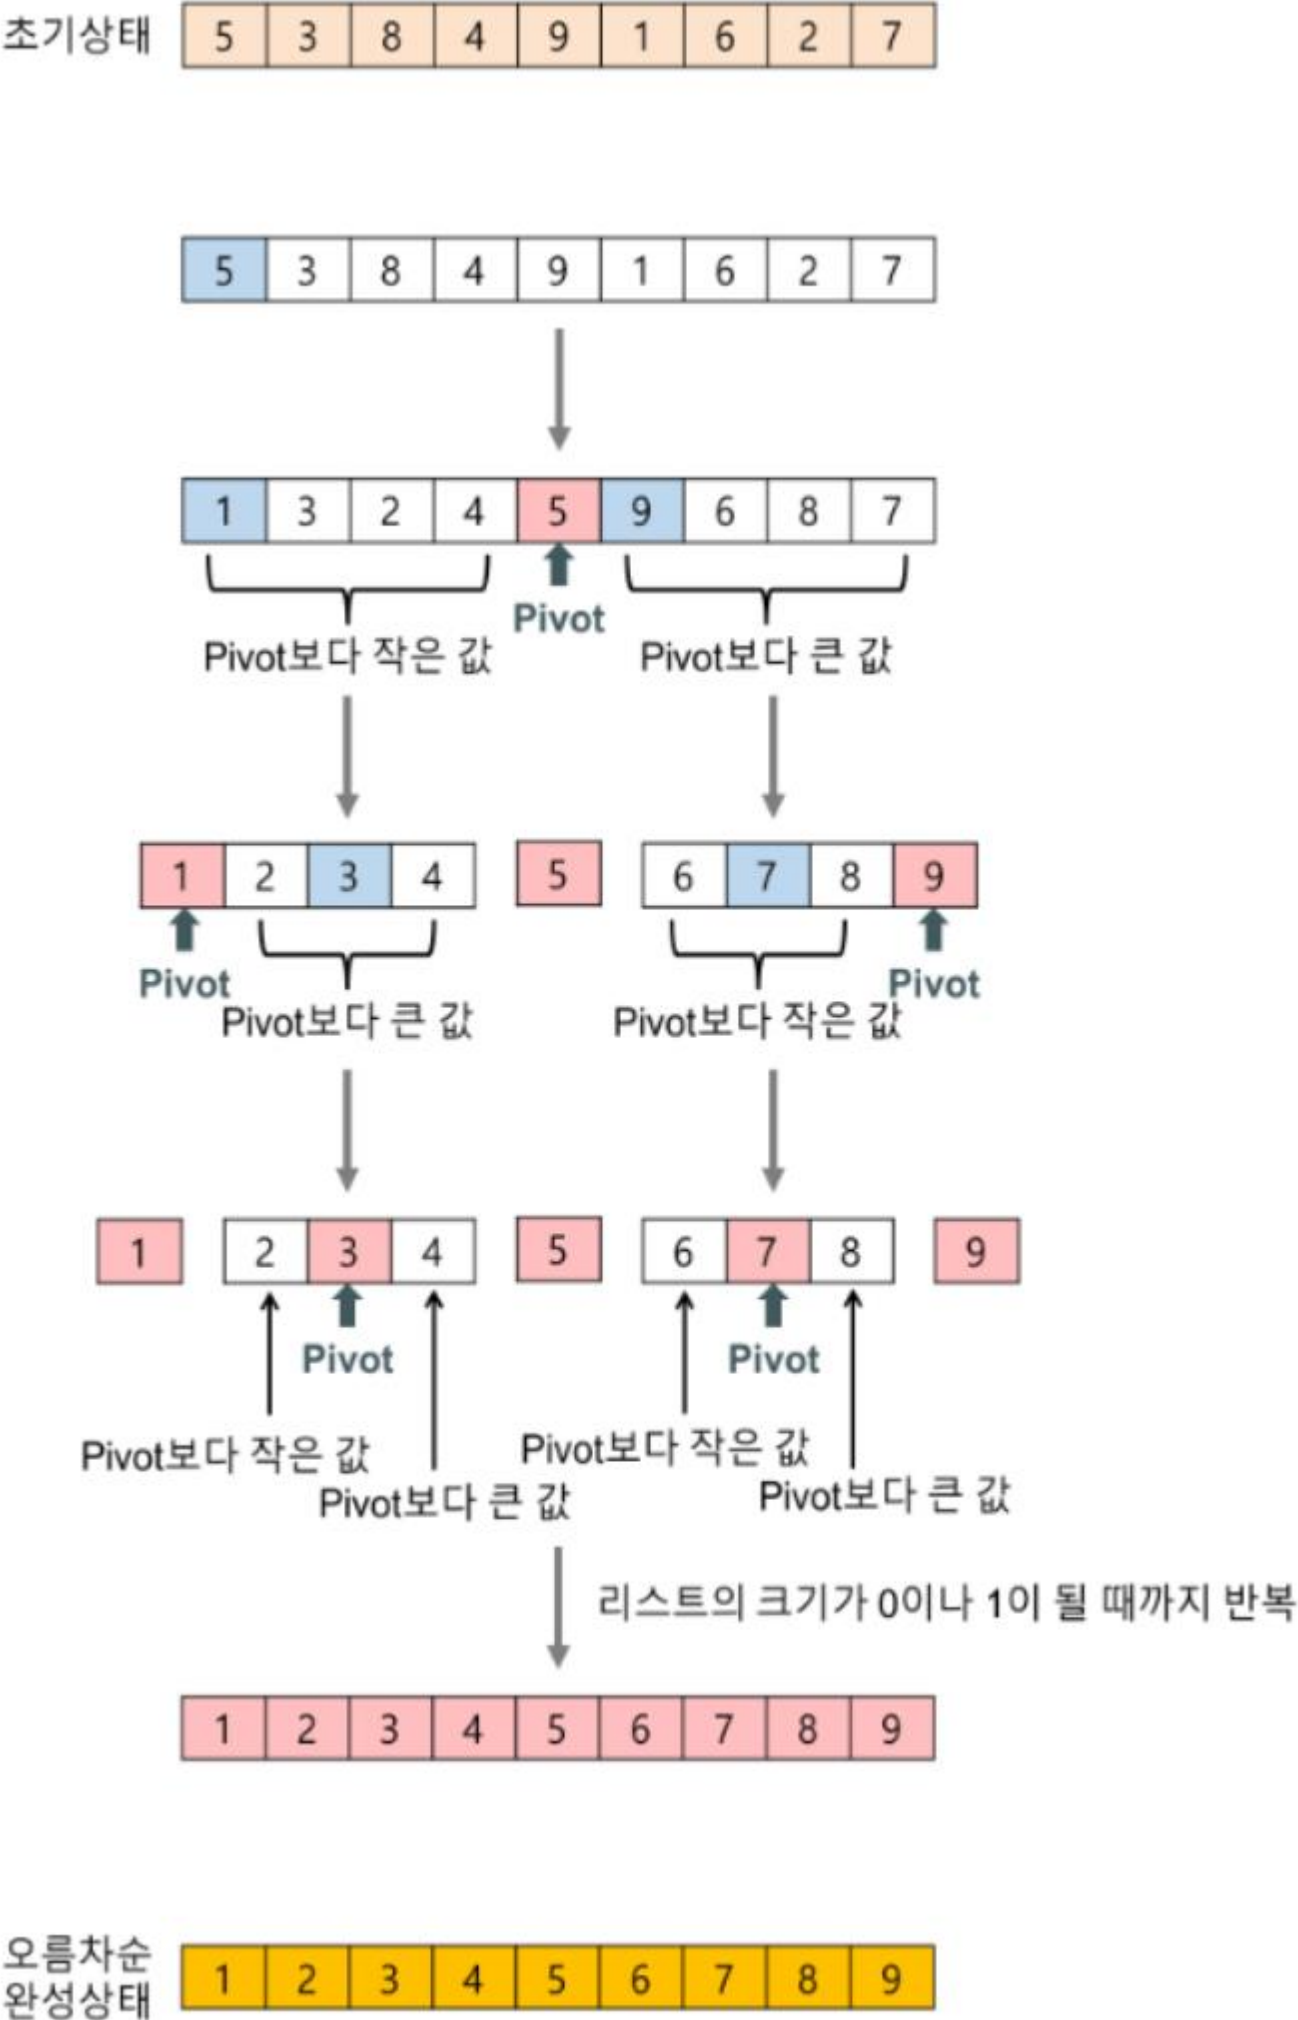 초기상태 5 3 8 4 9 1 6 2 7
5 3 8 4 9 1 6 2 7
1 3 2 4 5 9 6 8 7
Pivot
Pivot보다 작은 값 Pivot보다 큰 값
1 2 3 4 5 6 7 8 9
Pivot Pivot
Pivot보다 큰 값 Pivot보다 작은 값
1 2 3 4 5 6 7 8 9
Pivot Pivot
Pivot보다 작은 값 Pivot보다 작은 값
Pivot보다 큰 값 Pivot보다 큰 값
리스트의 크기가 0이나 1이 될 때까지 반복
1 2 3 4 5 6 7 8 9
오름차순
완성상태 1 2 3 4 5 6 7 8 9